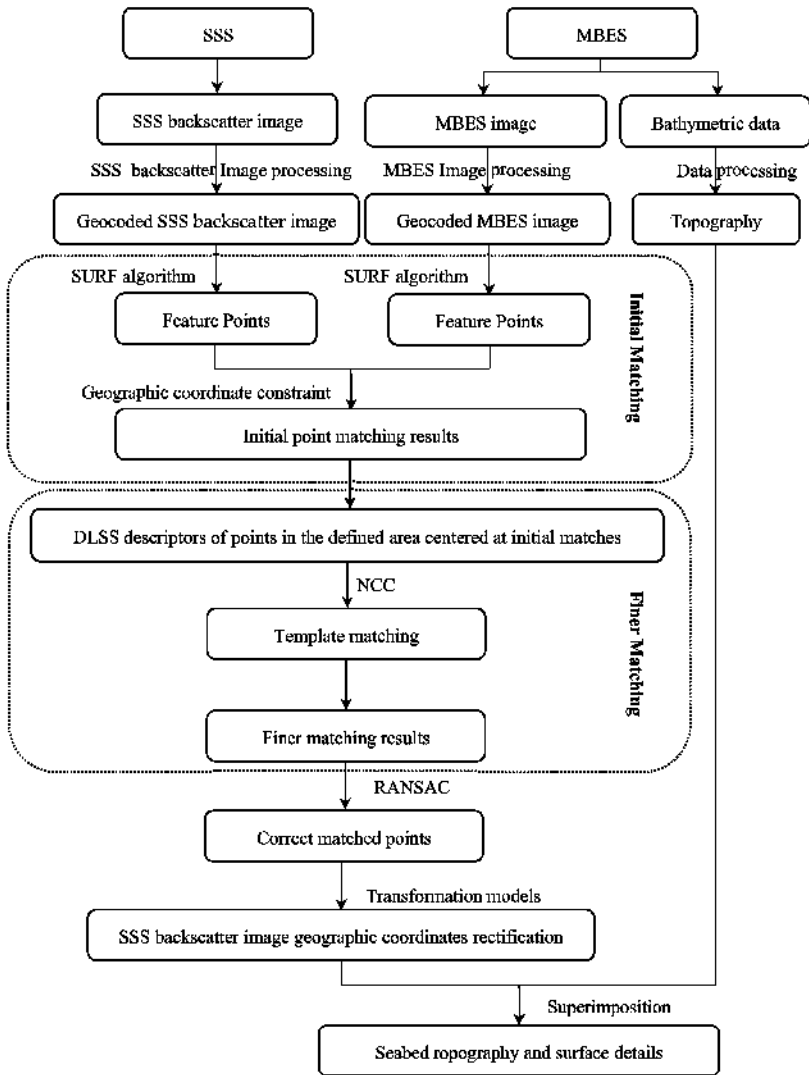 SSS
MBES
SSS backscatter image
MBES image
Bathymetric data
SSS backscatter Image processing
MBES Image processing
Data processing
Geocoded SSS backscatter image
Geocoded MBES image
Topography
SURF algorithm
SURF algorithm
Feature Points
Feature Points
Initial Matching
Geographic coordinate constraint
Initial point matching results
DLSS descriptors of points in the defined area centered at initial matches
NCC
Template matching
Finer Matching
Finer matching results
RANSAC
Correct matched points
Transformation models
SSS backscatter image geographic coordinates rectification
Superimposition
Seabed ropography and surface details